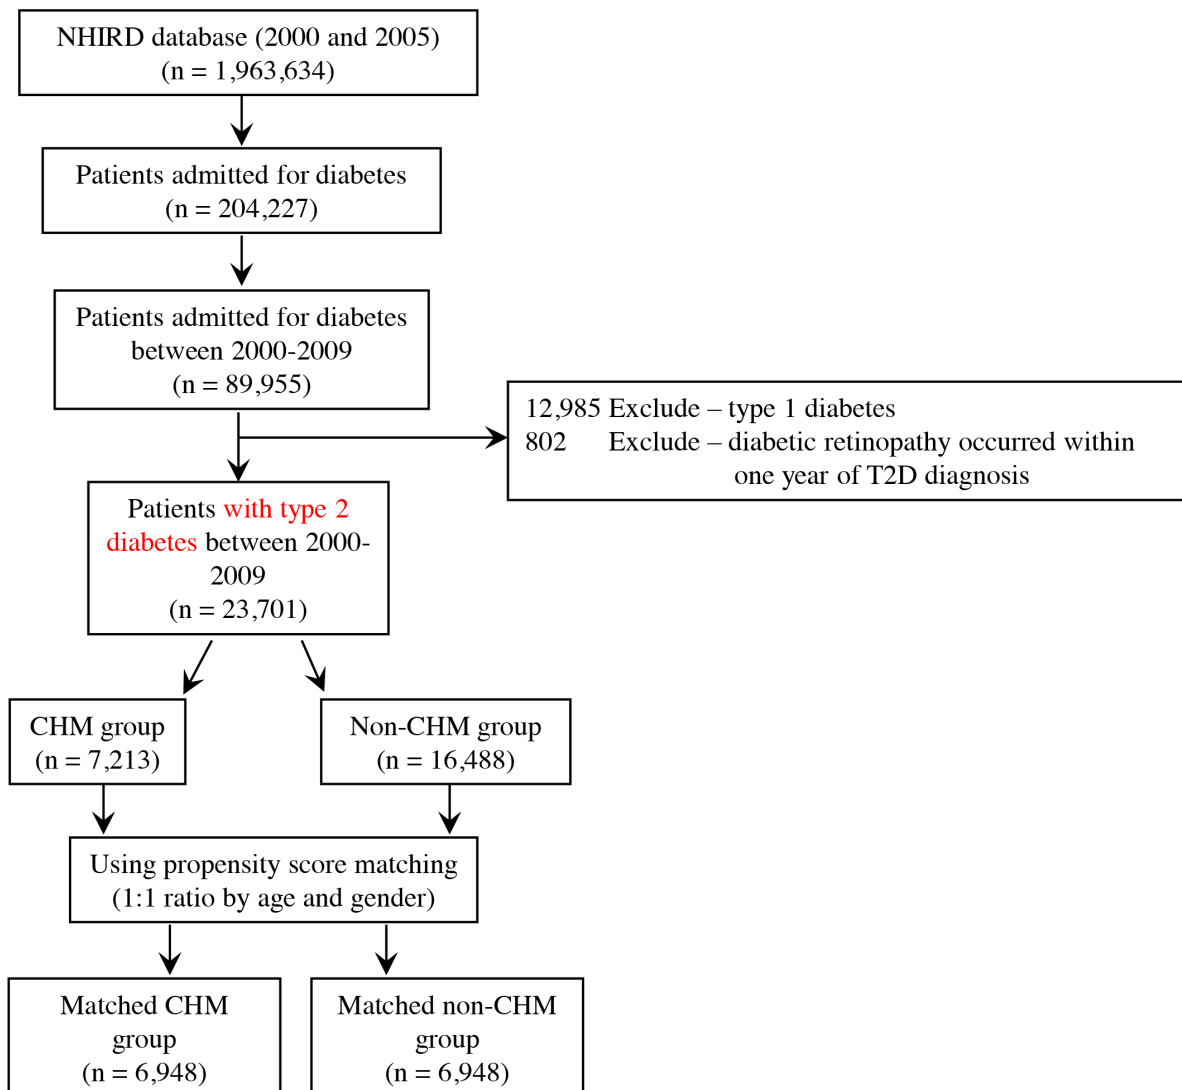 NHIRD database (2000 and 2005)
(n = 1,963,634)
Patients admitted for diabetes
(n = 204,227)
Patients admitted for diabetes
between 2000-2009
(n = 89,955)
12,985 Exclude – type 1 diabetes
802 Exclude – diabetic retinopathy occurred within
one year of T2D diagnosis
Patients with type 2
diabetes between 2000-
2009
(n = 23,701)
CHM group
(n = 7,213)
Non-CHM group
(n = 16,488)
Using propensity score matching
(1:1 ratio by age and gender)
Matched CHM
group
(n = 6,948)
Matched non-CHM
group
(n = 6,948)